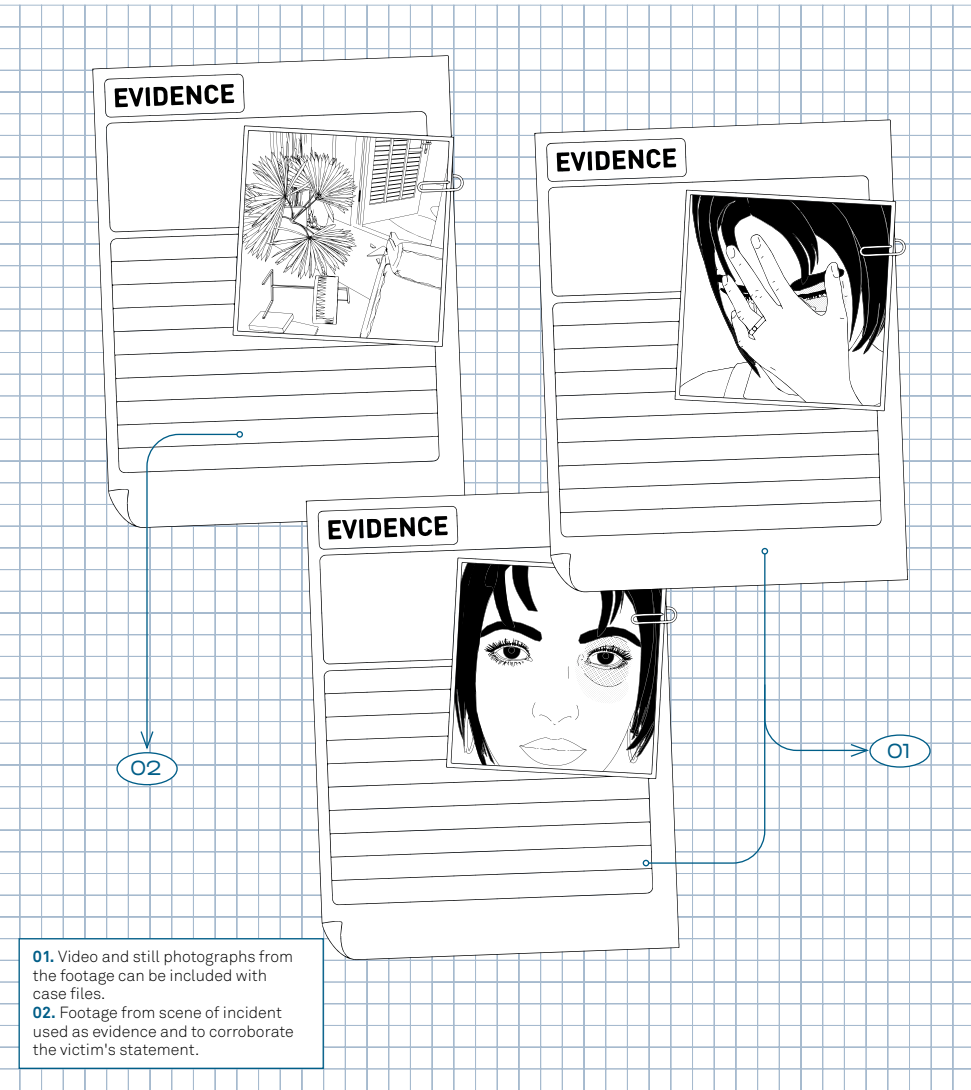 EVIDENCE
EVIDENCE
EVIDENCE
02
01
01. Video and still photographs from
the footage can be included with
case files.
02. Footage from scene of incident
used as evidence and to corroborate
the victim's statement.